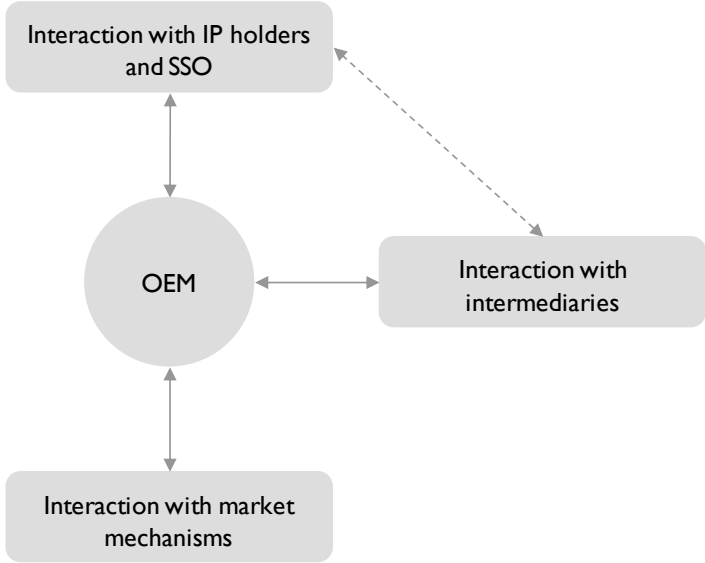 Interaction with IP holders
and SSO
OEM
Interaction with
intermediaries
Interaction with market
mechanisms